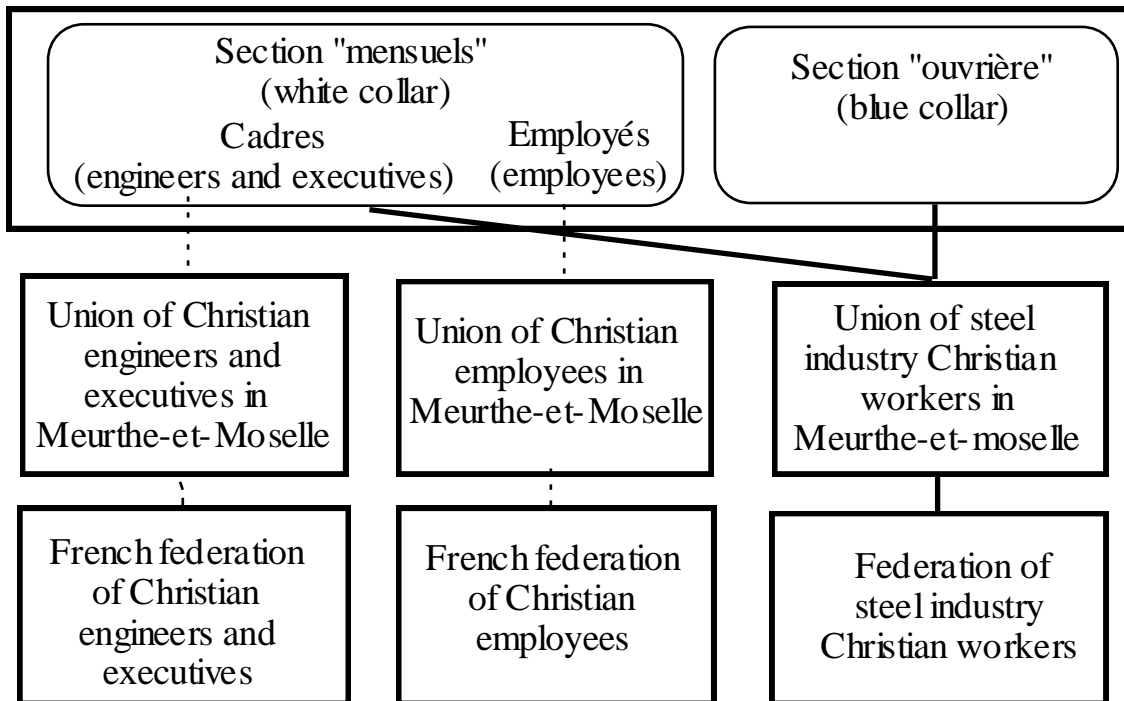 Section "mensuels"
(white collar)
Cadres
(engineers and executives)
Employés
(employees)
Section "ouvrière"
(blue collar)
Union of Christian
engineers and
executives in
Meurthe-et-Moselle
Union of Christian
employees in
Meurthe-et-Moselle
Union of steel
industry Christian
workers in
Meurthe-et-moselle
French federation
of Christian
engineers and
executives
French federation
of Christian
employees
Federation of
steel industry
Christian workers